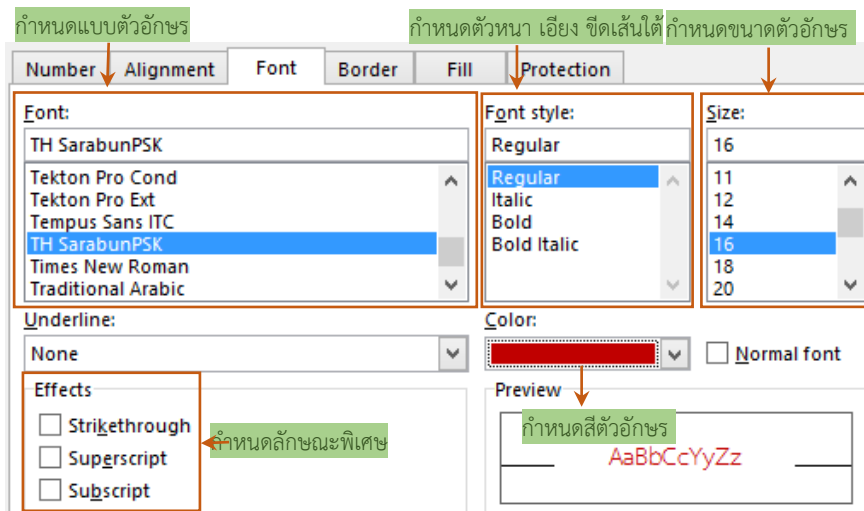 กำหนดแบบตัวอักษร
กำหนดตัวหนา เอียง ขีดเส้นใต้
กำหนดขนาดตัวอักษร
Number Alignment Font Border Fill Protection
Font: Font style: Size:
TH SarabunPSK Regular 16
Tekton Pro Cond Regular 11
Tekton Pro Ext Italic 12
Tempus Sans ITC Bold 14
TH SarabunPSK Bold Italic 16
Times New Roman 18
Traditional Arabic 20
Underline: Color:
None Normal font
Effects Preview
Strikethrough
Superscript
Subscript
กำหนดลักษณะพิเศษ
กำหนดสีตัวอักษร
AaBbCcYyZz